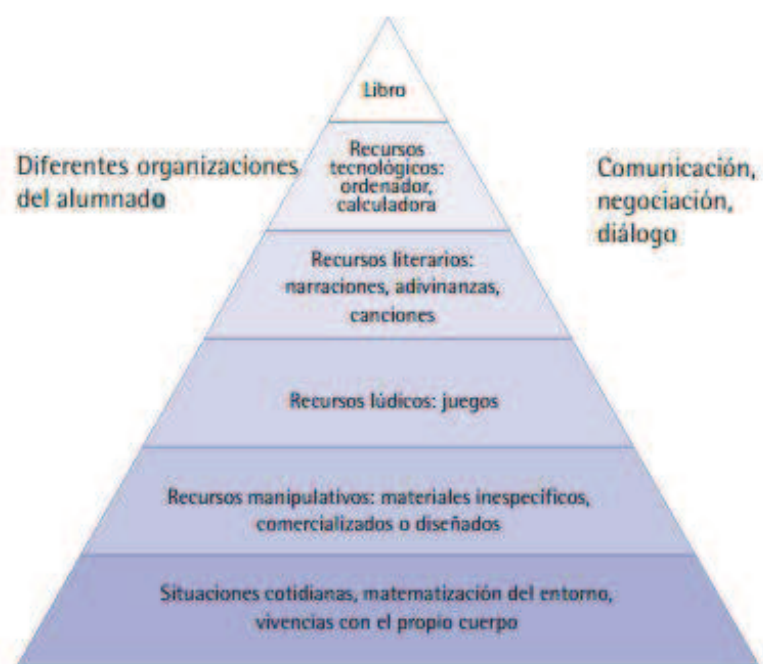 Libro
Recursos
tecnológicos:
ordenador,
calculadora
Diferentes organizaciones
del alumnado
Comunicación,
negociación,
diálogo
Recursos literarios:
narraciones, adivinanzas,
canciones
Recursos lúdicos: juegos
Recursos manipulativos: materiales inespecíficos,
comercializados o diseñados
Situaciones cotidianas, matematización del entorno,
vivencias con el propio cuerpo